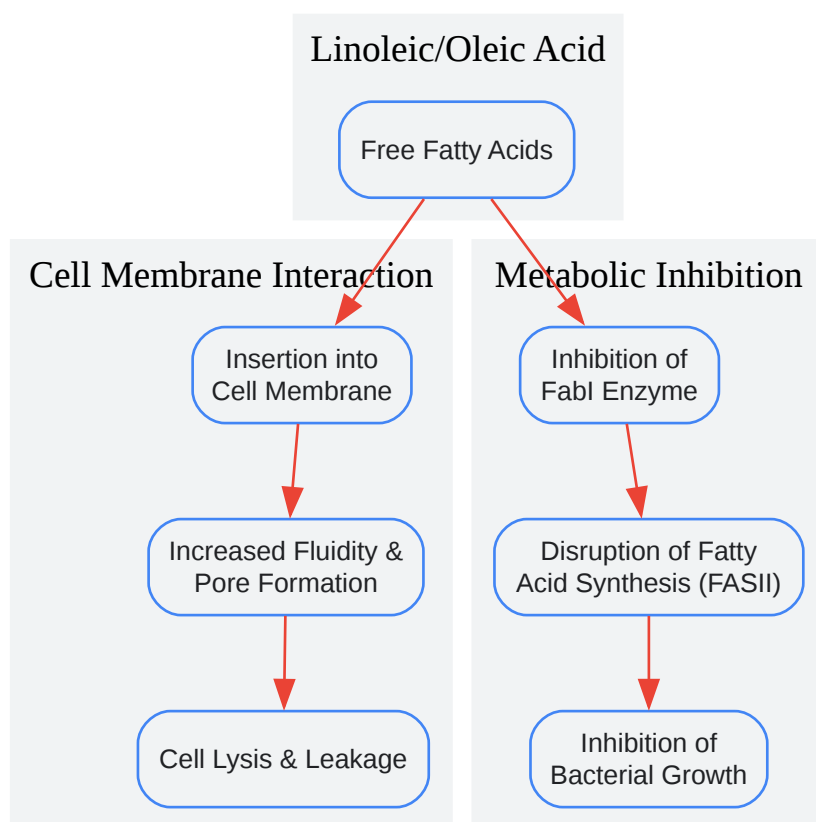 Linoleic/Oleic Acid
Free Fatty Acids
Cell Membrane Interaction
Insertion into
Cell Membrane
Increased Fluidity &
Pore Formation
Cell Lysis & Leakage
Metabolic Inhibition
Inhibition of
FabI Enzyme
Disruption of Fatty
Acid Synthesis (FASII)
Inhibition of
Bacterial Growth